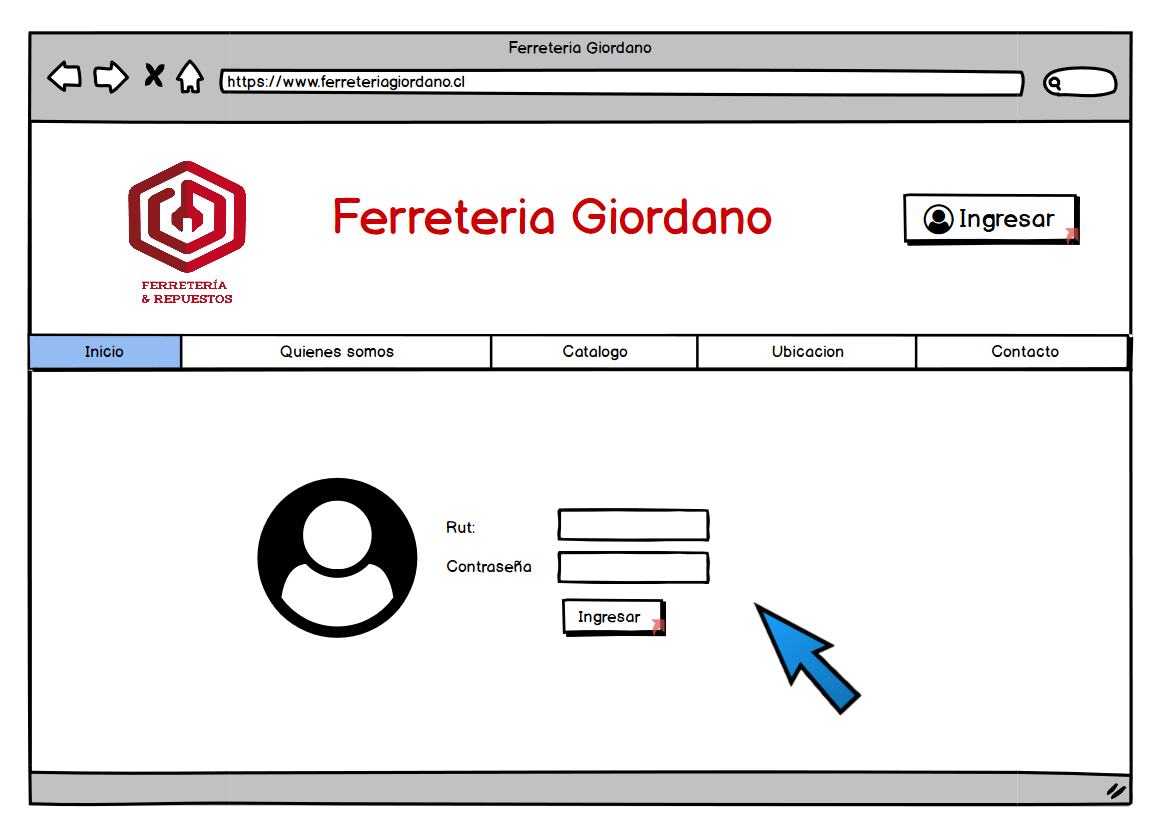 Ferreteria Giordano
https://www.ferreteriagiordano.cl
Ferreteria Giordano
Ingresar
FERRETERÍA
& REPUESTOS
Inicio Quienes somos Catalogo Ubicacion Contacto
Rut:
Contraseña
Ingresar